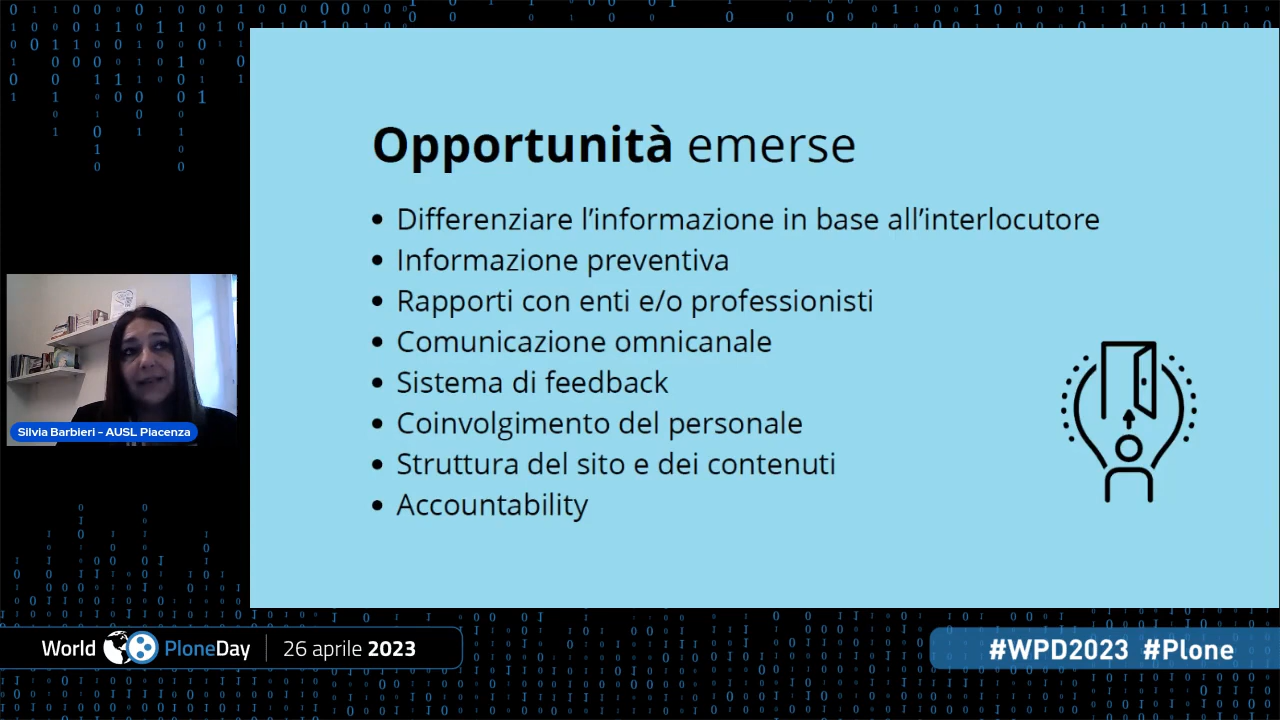 Opportunità emerse
Differenziare l'informazione in base all'interlocutore
Informazione preventiva
Rapporti con enti e/o professionisti
Comunicazione omnicanale
Sistema di feedback
Coinvolgimento del personale
Struttura del sito e dei contenuti
Accountability
Silvia Barbieri - AUSL Piacenza
World PloneDay 26 aprile 2023
#WPD2023 #Plone